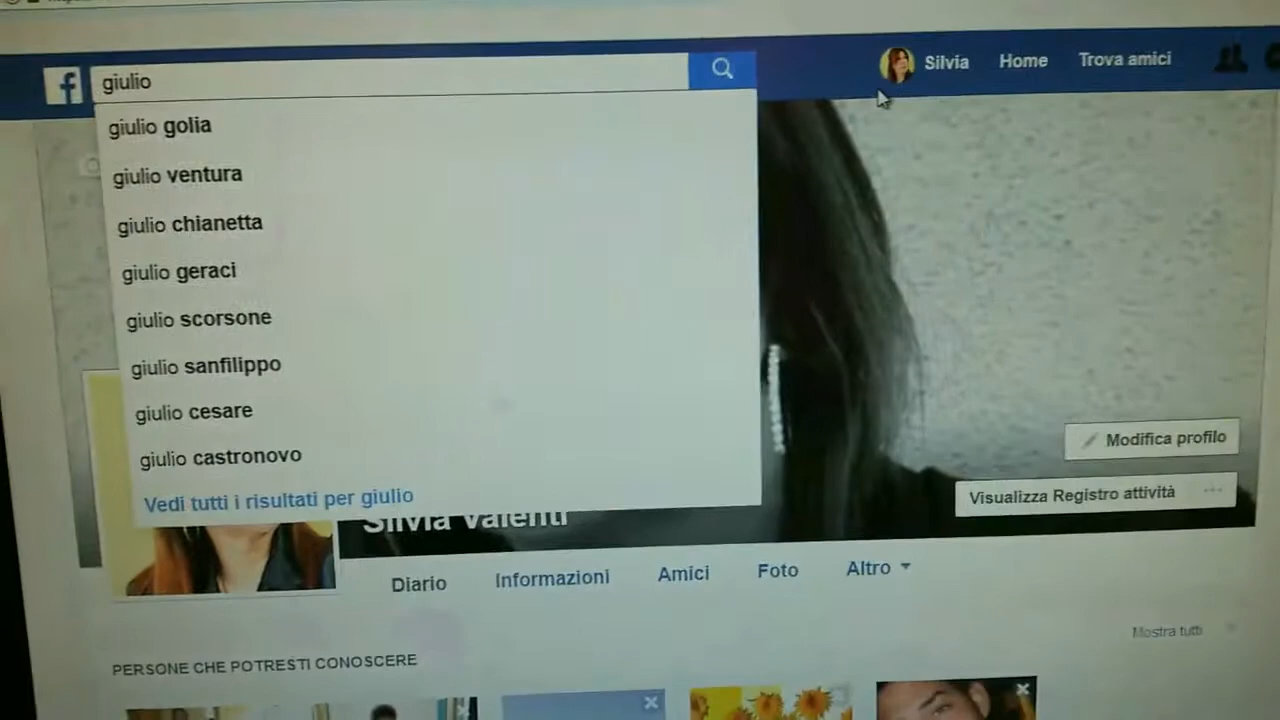 giulio
Silvia
Home
Trova amici
giulio golia
giulio ventura
giulio chianetta
giulio geraci
giulio scorsone
giulio sanfilippo
giulio cesare
giulio castronovo
Vedi tutti i risultati per giulio
Modifica profilo
Visualizza Registro attività ...
Silvia Valenti
Diario
Informazioni
Amici
Foto
Altro
Mostra tutti
PERSONE CHE POTRESTI CONOSCERE